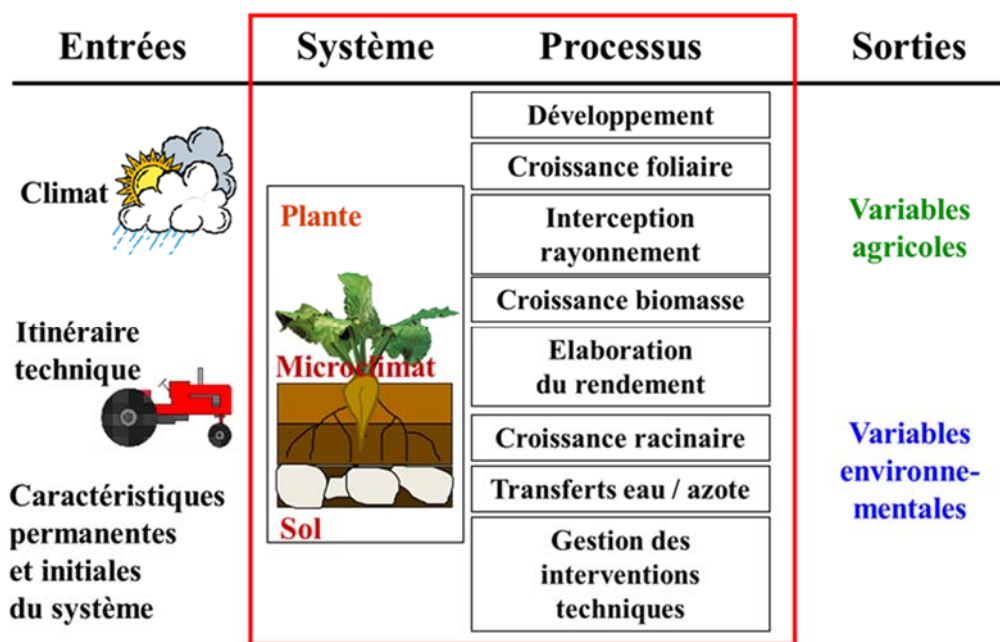 Entrées
Système
Processus
Sorties
Climat
Itinéraire
technique
Caractéristiques
permanentes
et initiales
du système
Plante
Microclimat
Sol
Développement
Croissance foliaire
Interception
rayonnement
Croissance biomasse
Elaboration
du rendement
Croissance racinaire
Transferts eau / azote
Gestion des
interventions
techniques
Variables
agricoles
Variables
environne-
mentales